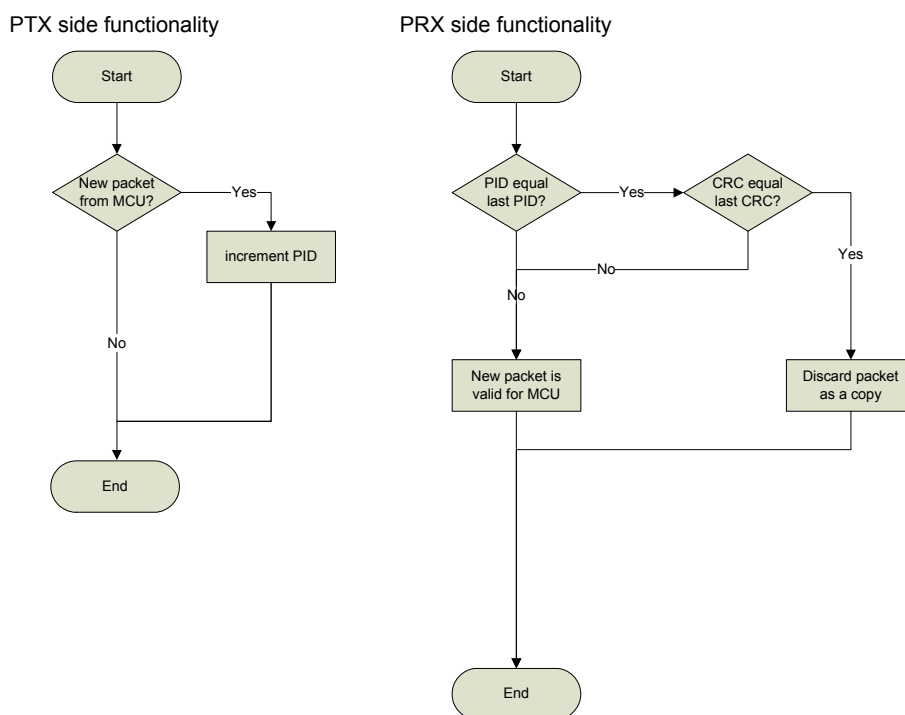 PTX side functionality
PRX side functionality
Start
New packet
from MCU?
Yes
increment PID
No
End
Start
PID equal
last PID?
Yes
CRC equal
last CRC?
No
Yes
No
New packet is
valid for MCU
Discard packet
as a copy
End